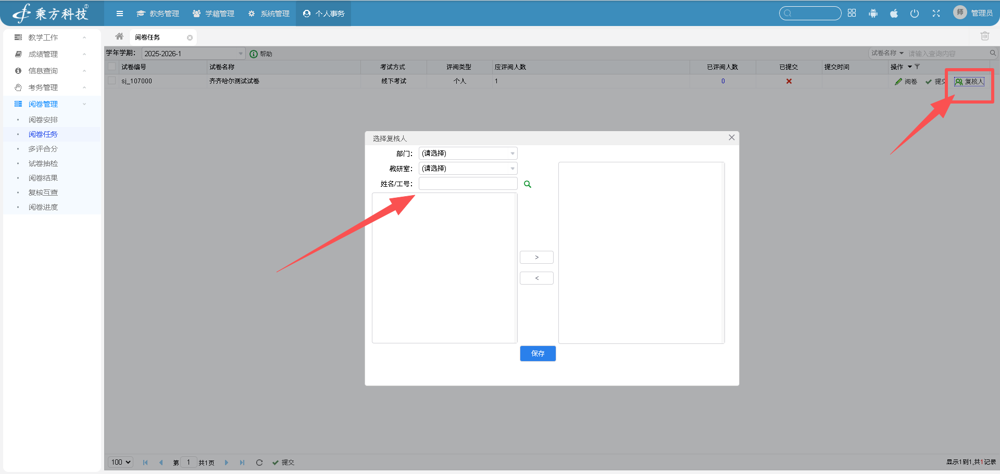 乘方科技
教务管理
学籍管理
系统管理
个人事务
师
管理员
教学工作
成绩管理
信息查询
考务管理
阅卷管理
阅卷安排
阅卷任务
多评合分
试卷抽检
阅卷结果
复核互查
阅卷进度
阅卷任务
学年学期：
2025-2026-1
帮助
试卷名称
请输入查询内容
试卷编号 试卷名称 考试方式 评阅类型 应评阅人数 已评阅人数 已提交 提交时间 操作
sj_107000 齐齐哈尔测试试卷 线下考试 个人 1 0 阅卷 提交 复核人
选择复核人
部门：
(请选择)
教研室：
(请选择)
姓名/工号：
>
<
保存
100
第 1 共1页
提交
显示1到1,共1记录